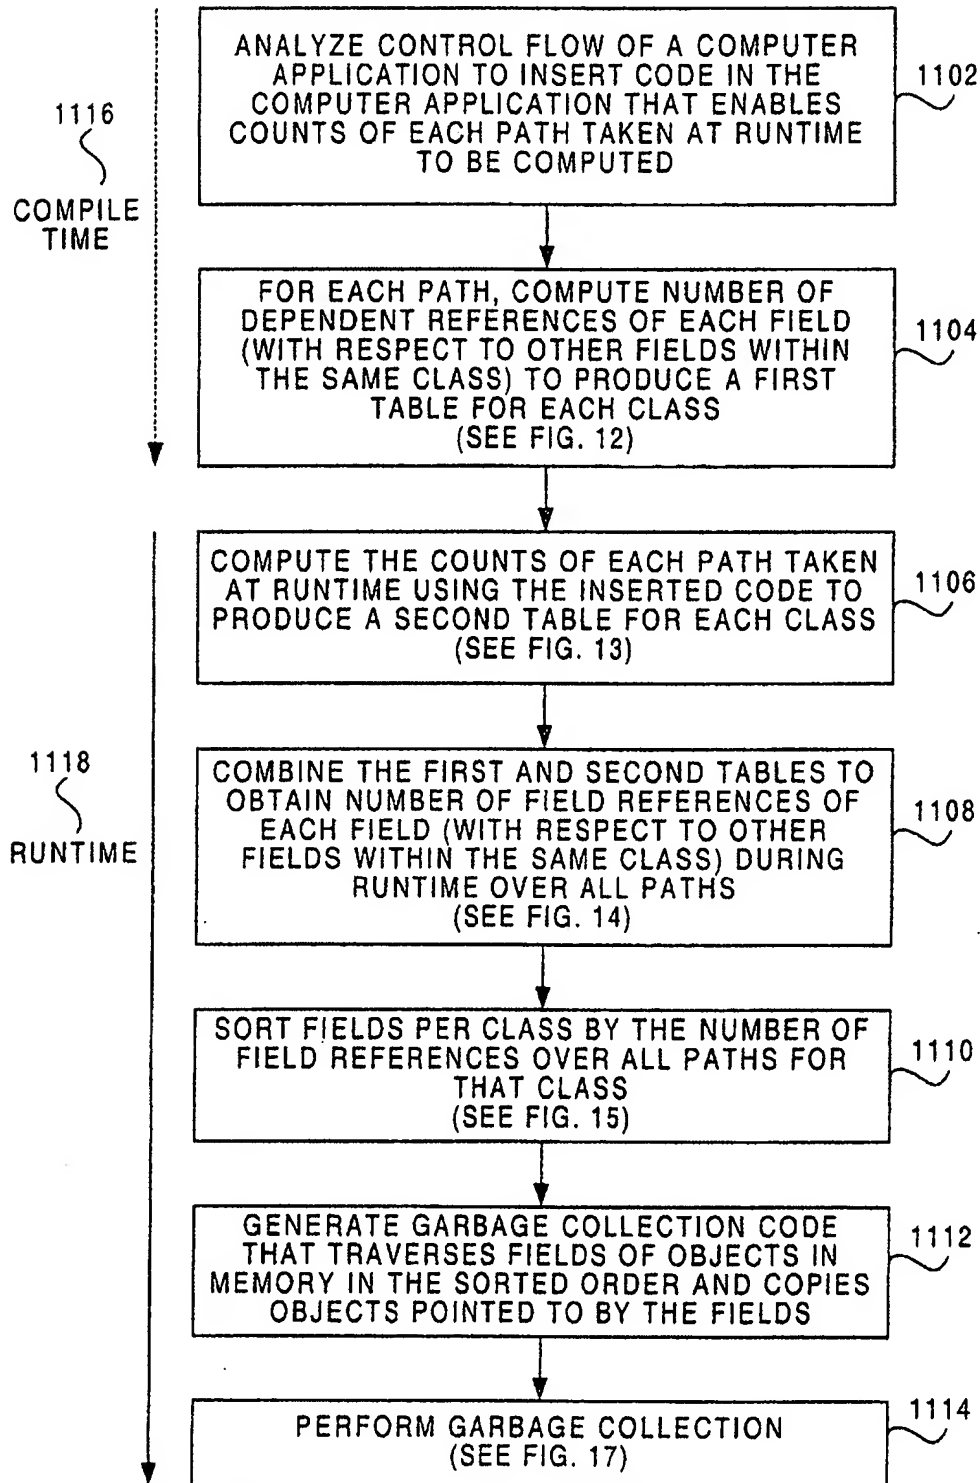 ANALYZE CONTROL FLOW OF A COMPUTER
APPLICATION TO INSERT CODE IN THE
COMPUTER APPLICATION THAT ENABLES
COUNTS OF EACH PATH TAKEN AT RUNTIME
TO BE COMPUTED
1102
1116
COMPILE
TIME
FOR EACH PATH, COMPUTE NUMBER OF
DEPENDENT REFERENCES OF EACH FIELD
(WITH RESPECT TO OTHER FIELDS WITHIN
THE SAME CLASS) TO PRODUCE A FIRST
TABLE FOR EACH CLASS
(SEE FIG. 12)
1104
COMPUTE THE COUNTS OF EACH PATH TAKEN
AT RUNTIME USING THE INSERTED CODE TO
PRODUCE A SECOND TABLE FOR EACH CLASS
(SEE FIG. 13)
1106
1118
RUNTIME
COMBINE THE FIRST AND SECOND TABLES TO
OBTAIN NUMBER OF FIELD REFERENCES OF
EACH FIELD (WITH RESPECT TO OTHER
FIELDS WITHIN THE SAME CLASS) DURING
RUNTIME OVER ALL PATHS
(SEE FIG. 14)
1108
SORT FIELDS PER CLASS BY THE NUMBER OF
FIELD REFERENCES OVER ALL PATHS FOR
THAT CLASS
(SEE FIG. 15)
1110
GENERATE GARBAGE COLLECTION CODE
THAT TRAVERSES FIELDS OF OBJECTS IN
MEMORY IN THE SORTED ORDER AND COPIES
OBJECTS POINTED TO BY THE FIELDS
1112
PERFORM GARBAGE COLLECTION
(SEE FIG. 17)
1114